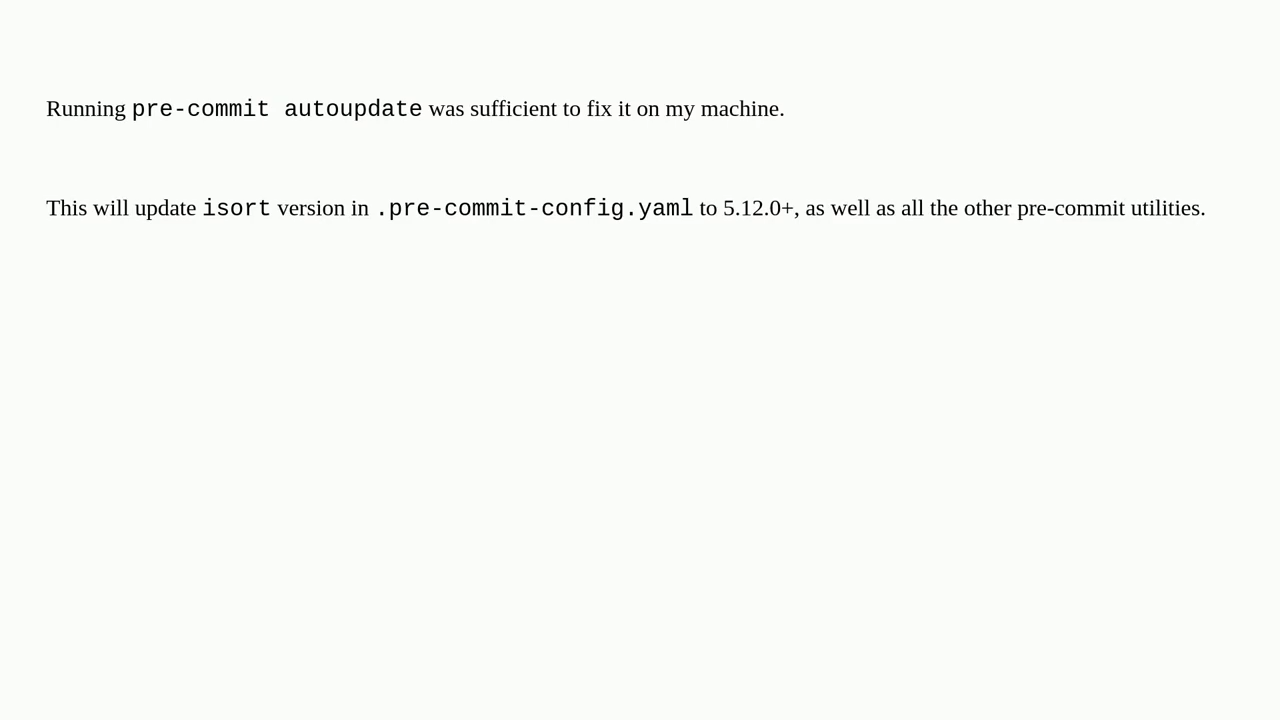 Running pre-commit autoupdate was sufficient to fix it on my machine.
This will update isort version in .pre-commit-config.yaml to 5.12.0+, as well as all the other pre-commit utilities.